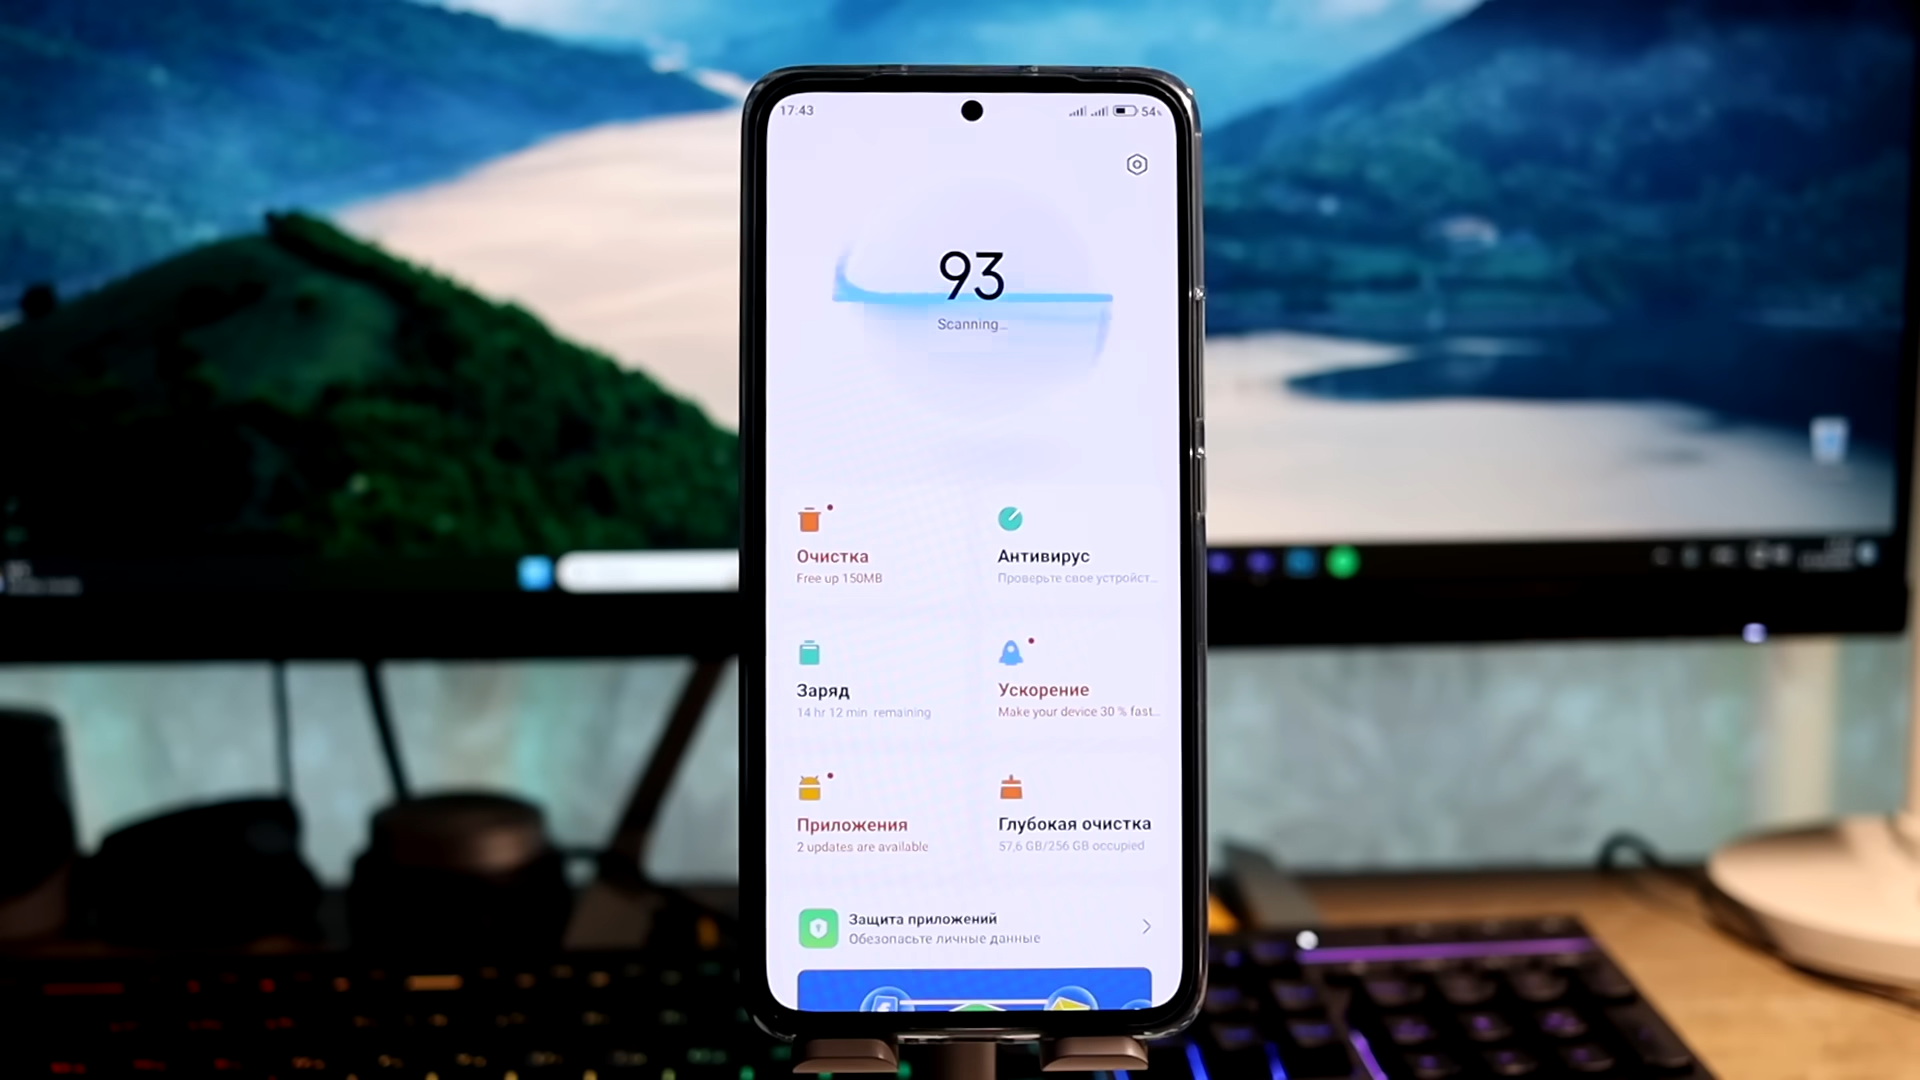 17:43
54%
93
Scanning...
Очистка
Free up 150MB
Антивирус
Проверьте свое устройст...
Заряд
14 hr 12 min remaining
Ускорение
Make your device 30 % fast...
Приложения
2 updates are available
Глубокая очистка
57,6 GB/256 GB occupied
Защита приложений
Обезопасьте личные данные